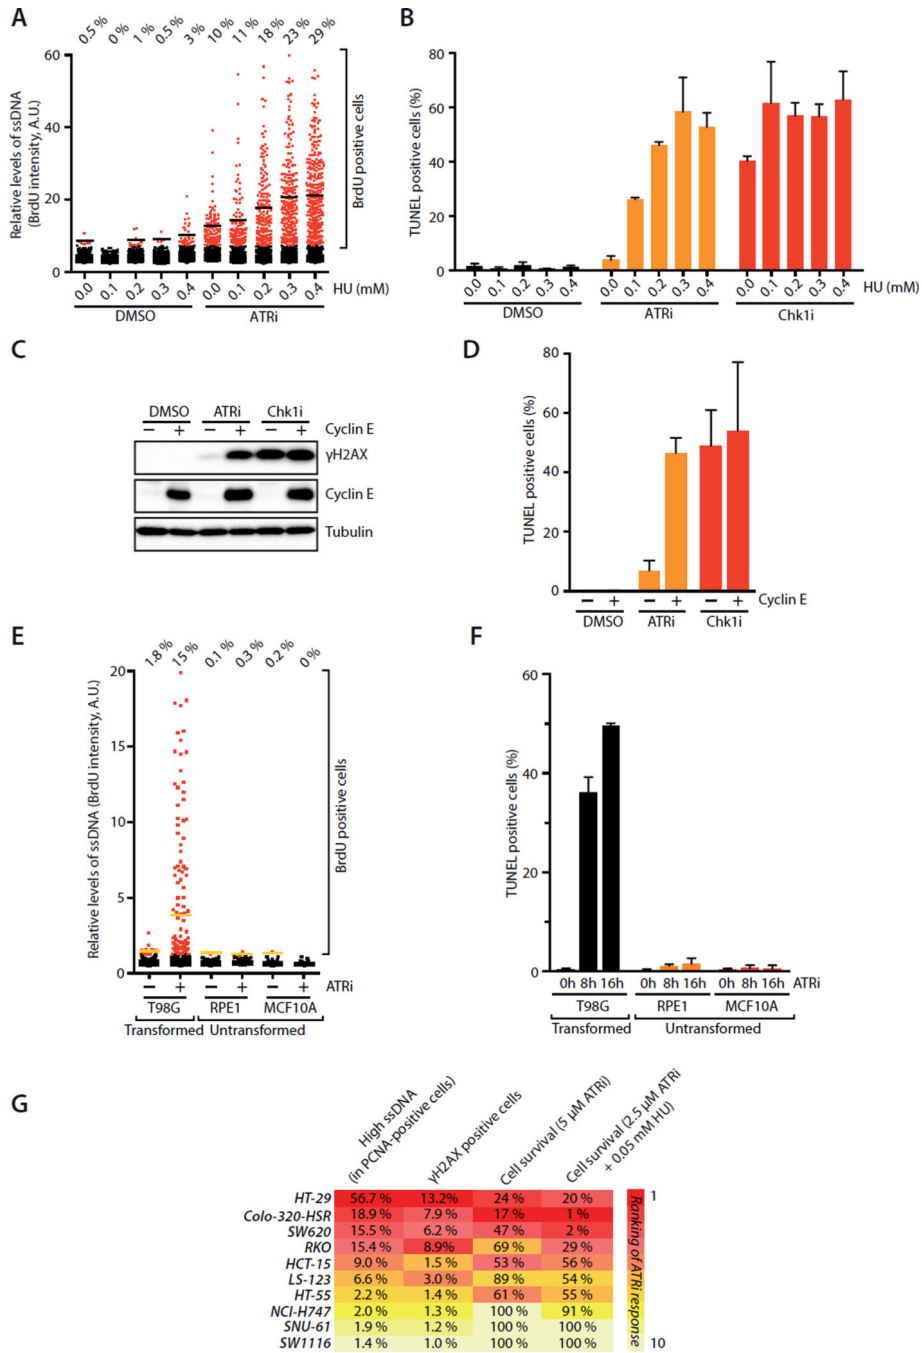 A
0.5 % 0 % 1 % 0.5 % 3 % 10 % 11 % 18 % 23 % 29 %
Relative levels of ssDNA
(BrdU intensity, A.U.)
60
40
20
0
BrdU positive cells
0.0 0.1 0.2 0.3 0.4 0.0 0.1 0.2 0.3 0.4 HU (mM)
DMSO ATRi
B
TUNEL positive cells (%)
80
60
40
20
0
0.0 0.1 0.2 0.3 0.4 0.0 0.1 0.2 0.3 0.4 0.0 0.1 0.2 0.3 0.4 HU (mM)
DMSO ATRi Chk1i
C
DMSO ATRi Chk1i
– + – + – + Cyclin E
γH2AX
Cyclin E
Tubulin
D
TUNEL positive cells (%)
80
60
40
20
0
– + – + – + Cyclin E
DMSO ATRi Chk1i
E
1.8 % 15 % 0.1 % 0.3 % 0.2 % 0 %
Relative levels of ssDNA (BrdU intensity, A.U.)
20
15
10
5
0
BrdU positive cells
– + – + – + ATRi
T98G RPE1 MCF10A
Transformed Untransformed
F
TUNEL positive cells (%)
60
40
20
0
0h 8h 16h 0h 8h 16h 0h 8h 16h ATRi
T98G RPE1 MCF10A
Transformed Untransformed
G
High ssDNA
(in PCNA-positive cells)
γH2AX positive cells
Cell survival (5 µM ATRi)
Cell survival (2.5 µM ATRi
+ 0.05 mM HU)
HT-29 56.7 % 13.2% 24 % 20 %
Colo-320-HSR 18.9 % 7.9 % 17 % 1 %
SW620 15.5 % 6.2 % 47 % 2 %
RKO 15.4 % 8.9% 69 % 29 %
HCT-15 9.0 % 1.5 % 53 % 56 %
LS-123 6.6 % 3.0 % 89 % 54 %
HT-55 2.2 % 1.4 % 61 % 55 %
NCI-H747 2.0 % 1.3 % 100 % 91 %
SNU-61 1.9 % 1.2 % 100 % 100 %
SW1116 1.4 % 1.0 % 100 % 100 %
1
Ranking of ATRi response
10